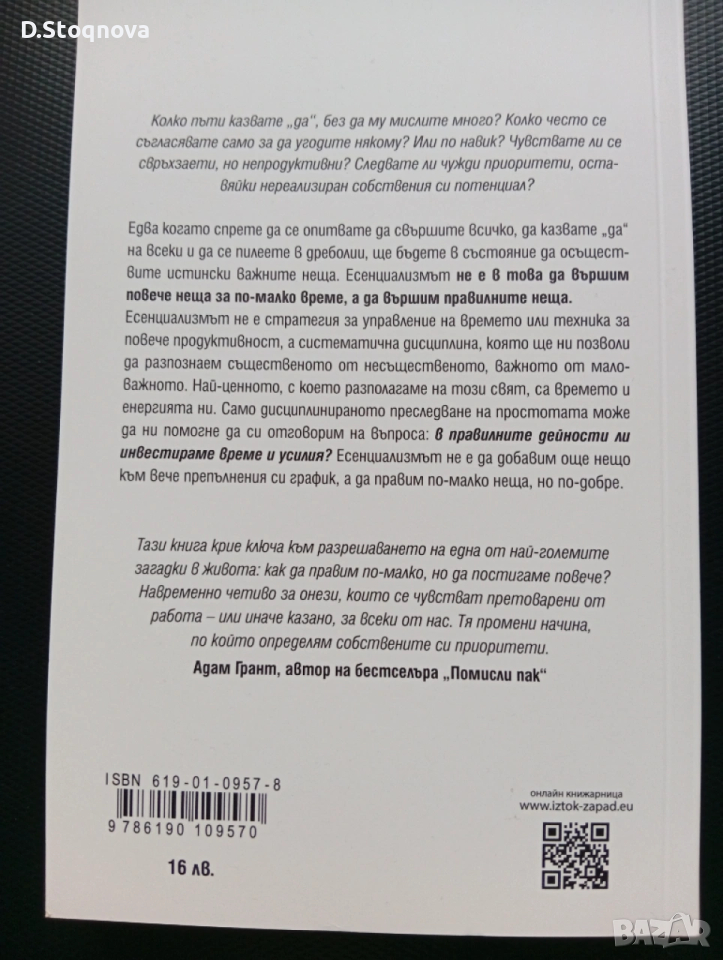 D.Stoqnova
Колко пъти казвате „да“, без да му мислите много? Колко често се
съгласявате само за да угодите някому? Или по навик? Чувствате ли се
свръхзаети, но непродуктивни? Следвате ли чужди приоритети, оста-
вяйки нереализиран собствения си потенциал?
Едва когато спрете да се опитвате да свършите всичко, да казвате „да“
на всеки и да се пилеете в дреболии, ще бъдете в състояние да осъщест-
вите истински важните неща. Есенциализмът не е в това да вършим
повече неща за по-малко време, а да вършим правилните неща.
Есенциализмът не е стратегия за управление на времето или техника за
повече продуктивност, а систематична дисциплина, която ще ни позволи
да разпознаем същественото от несъщественото, важното от мало-
важното. Най-ценното, с което разполагаме на този свят, са времето и
енергията ни. Само дисциплинираното преследване на простотата може
да ни помогне да си отговорим на въпроса: в правилните дейности ли
инвестираме време и усилия? Есенциализмът не е да добавим още нещо
към вече препълнения си график, а да правим по-малко неща, но по-добре.
Тази книга крие ключа към разрешаването на една от най-големите
загадки в живота: как да правим по-малко, но да постигаме повече?
Навременно четиво за онези, които се чувстват претоварени от
работа – или иначе казано, за всеки от нас. Тя промени начина,
по който определям собствените си приоритети.
Адам Грант, автор на бестселъра „Помисли пак“
ISBN 619-01-0957-8
9 786190 109570
16 лв.
онлайн книжарница
www.iztok-zapad.eu
BAZAR